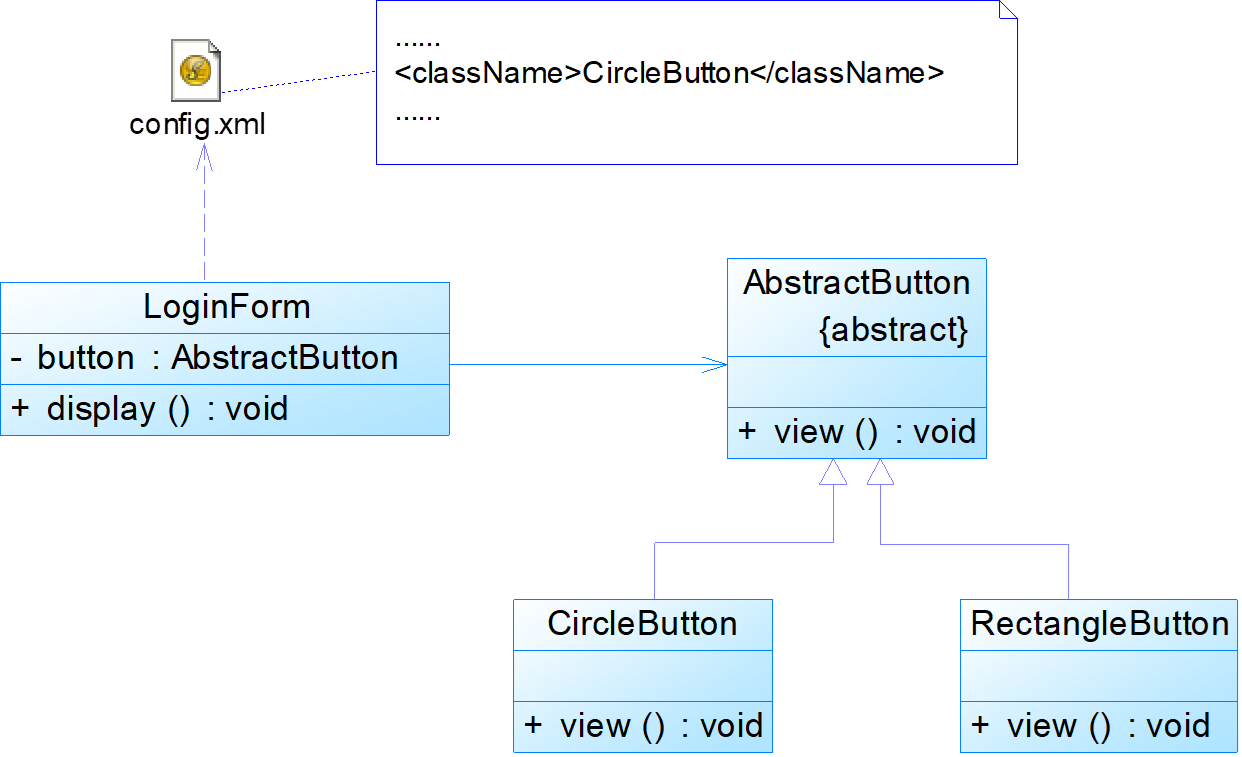 ......
<className>CircleButton</className>
......
config.xml
LoginForm
- button : AbstractButton
+ display () : void
AbstractButton
{abstract}
+ view () : void
CircleButton
+ view () : void
RectangleButton
+ view () : void